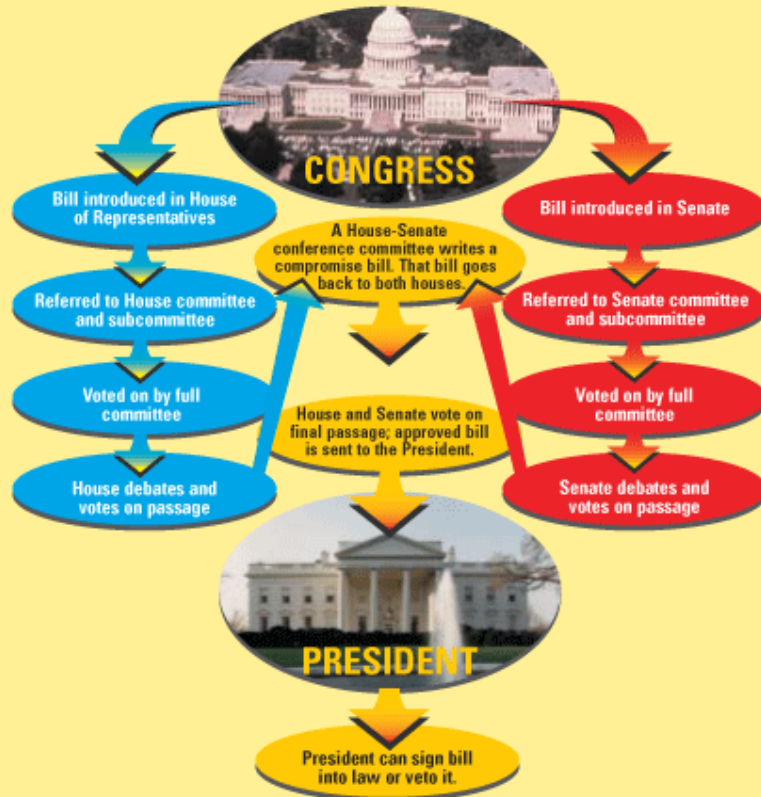 CONGRESS
Bill introduced in House
of Representatives
Referred to House committee
and subcommittee
Voted on by full
committee
House debates and
votes on passage
Bill introduced in Senate
Referred to Senate committee
and subcommittee
Voted on by full
committee
Senate debates and
votes on passage
A House-Senate
conference committee writes a
compromise bill. That bill goes
back to both houses.
House and Senate vote on
final passage; approved bill
is sent to the President.
PRESIDENT
President can sign bill
into law or veto it.